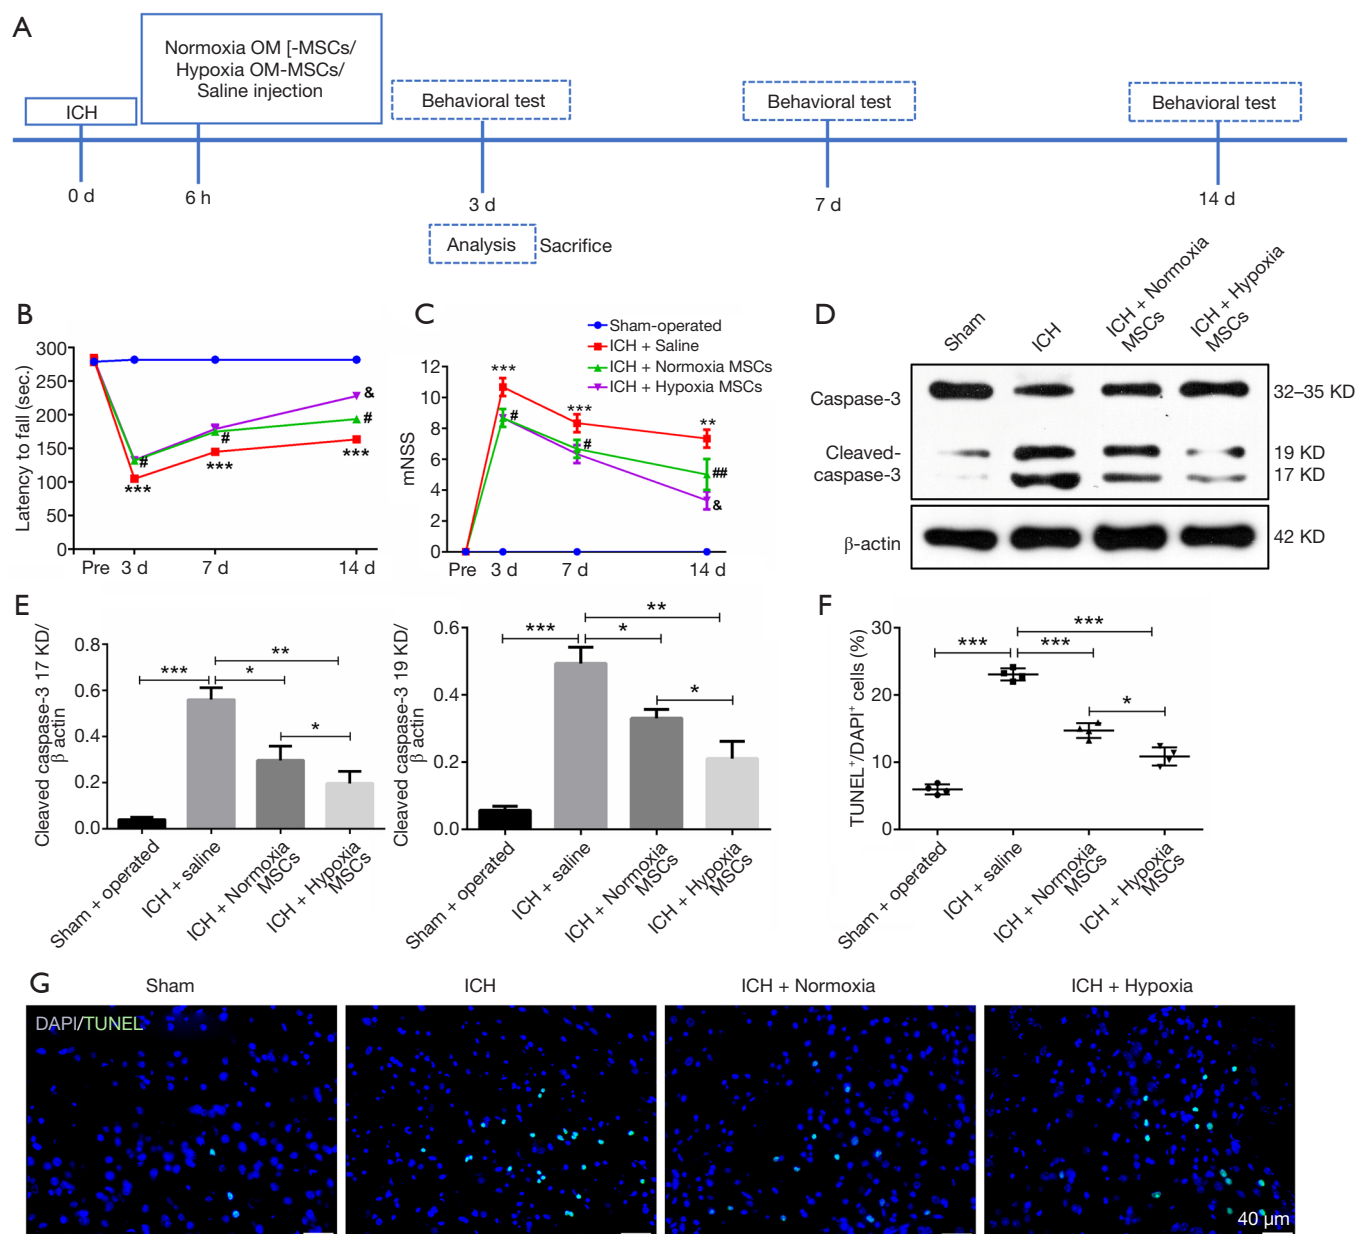 A
ICH
Normoxia OM [-MSCs/
Hypoxia OM-MSCs/
Saline injection
Behavioral test
Behavioral test
Behavioral test
0 d
6 h
3 d
7 d
14 d
Analysis
Sacrifice
B
Latency to fall (sec.)
300
250
200
150
100
50
0
Pre
3 d
7 d
14 d
***
#
***
#
***
#
&
C
Sham-operated
ICH + Saline
ICH + Normoxia MSCs
ICH + Hypoxia MSCs
mNSS
12
10
8
6
4
2
0
Pre
3 d
7 d
14 d
***
#
***
#
**
##
&
D
Sham
ICH
ICH + Normoxia
MSCs
ICH + Hypoxia
MSCs
Caspase-3
32–35 KD
Cleaved-
caspase-3
19 KD
17 KD
β-actin
42 KD
E
Cleaved caspase-3 17 KD/
β actin
0.8
0.6
0.4
0.2
0.0
***
**
*
*
Sham + operated
ICH + saline
ICH + Normoxia
MSCs
ICH + Hypoxia
MSCs
Cleaved caspase-3 19 KD/
β actin
0.6
0.4
0.2
0.0
***
**
*
*
Sham + operated
ICH + saline
ICH + Normoxia
MSCs
ICH + Hypoxia
MSCs
F
TUNEL⁺/DAPI⁺ cells (%)
30
20
10
0
***
***
***
*
Sham + operated
ICH + saline
ICH + Normoxia
MSCs
ICH + Hypoxia
MSCs
G
Sham
ICH
ICH + Normoxia
ICH + Hypoxia
DAPI/TUNEL
40 μm